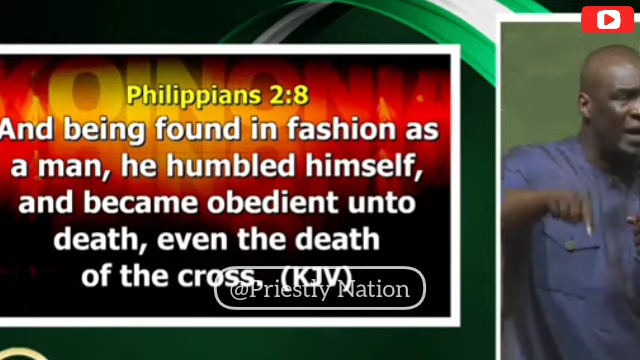 KOINONIA
Philippians 2:8
And being found in fashion as
a man, he humbled himself,
and became obedient unto
death, even the death
of the cross. (KJV)
@Priestly Nation